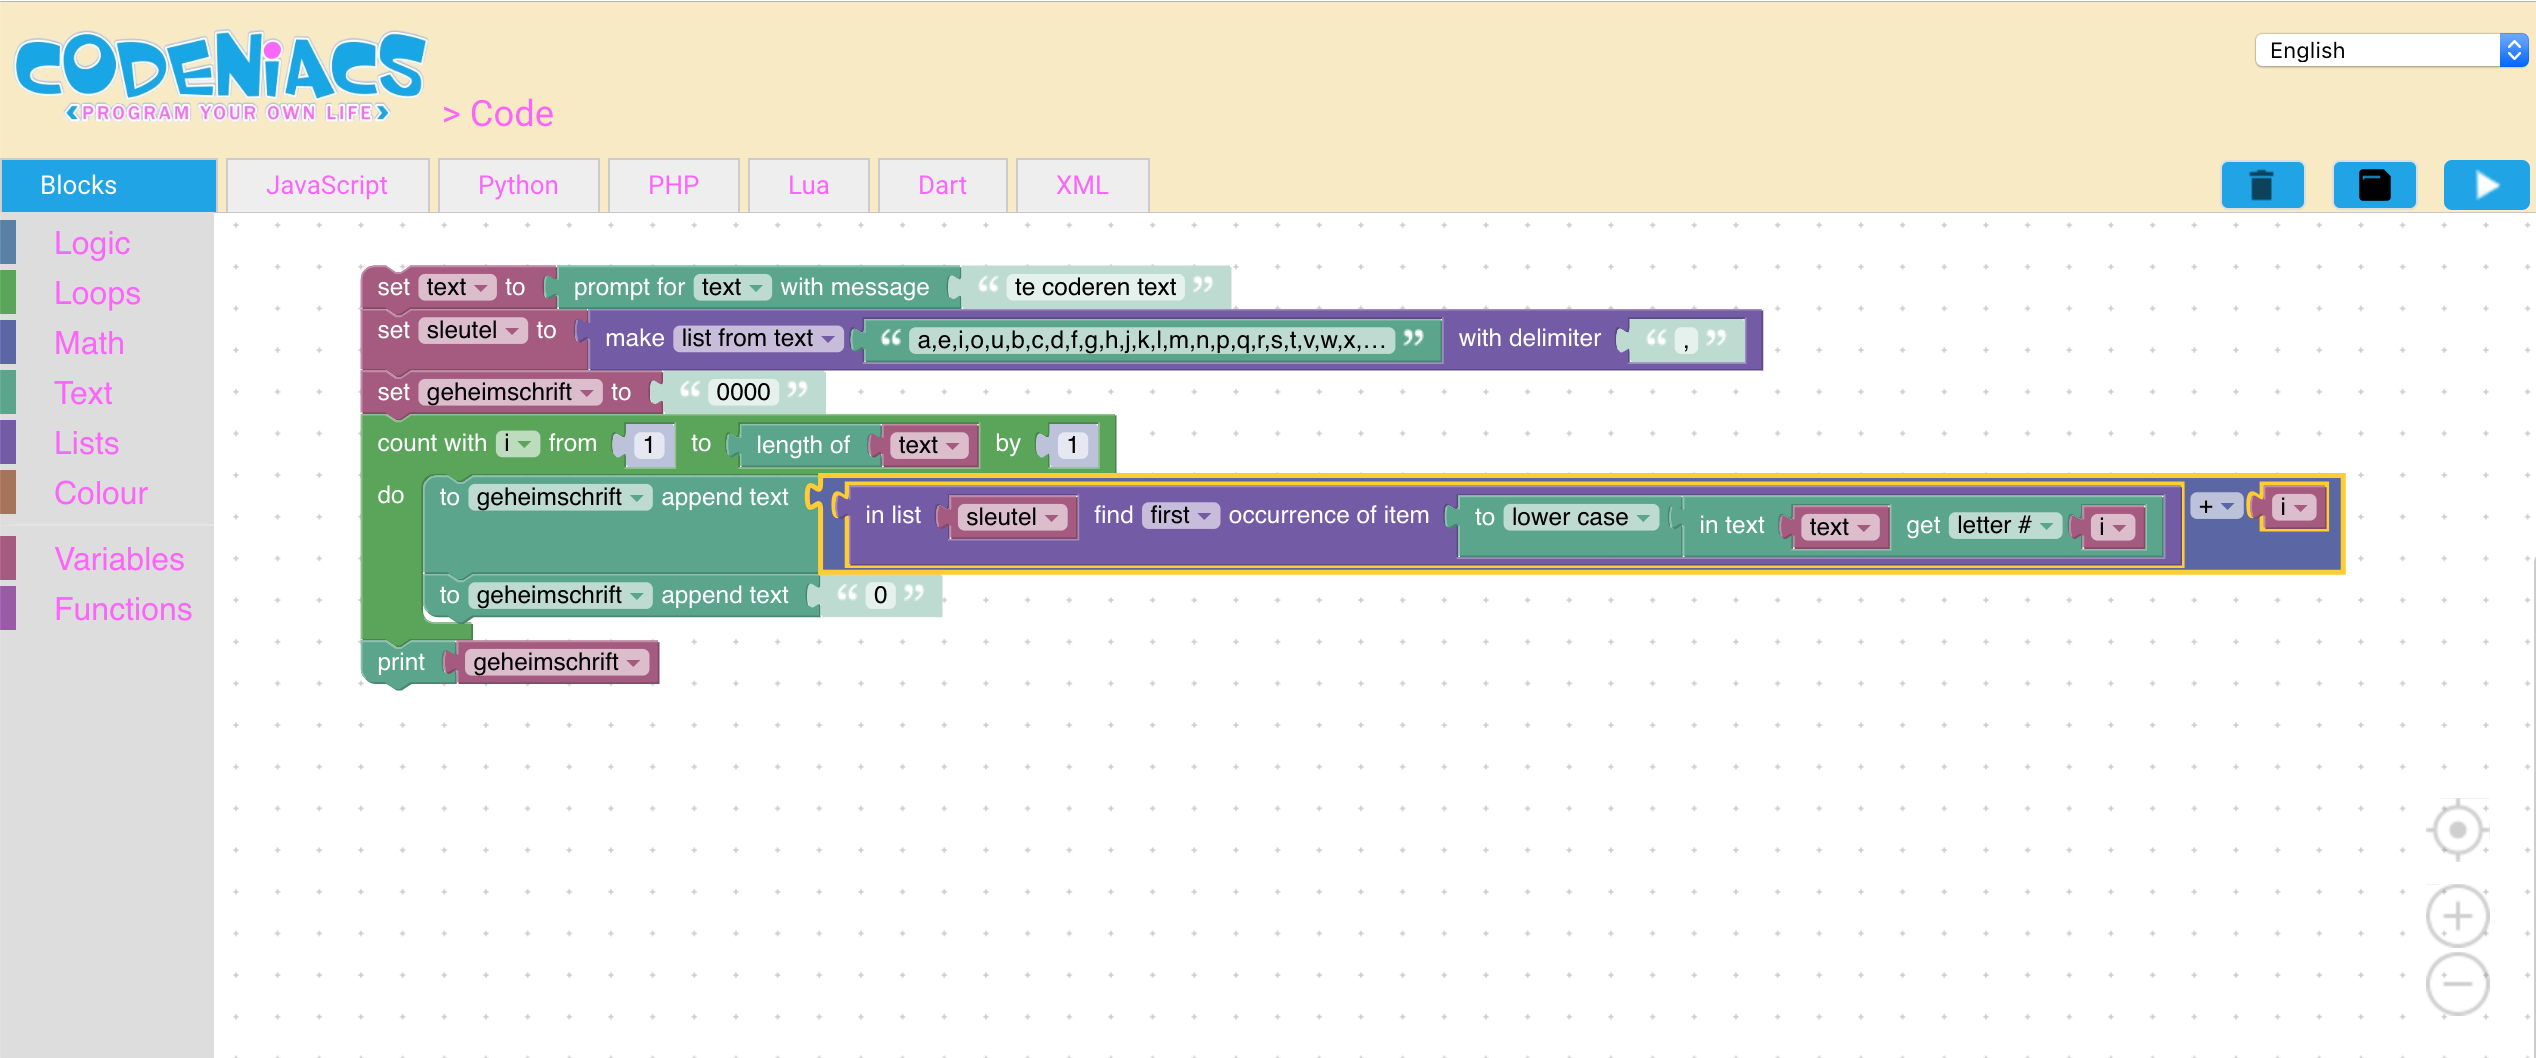 CODENiACS
<PROGRAM YOUR OWN LIFE>
> Code
English
Blocks
JavaScript
Python
PHP
Lua
Dart
XML
Logic
Loops
Math
Text
Lists
Colour
Variables
Functions
set text to prompt for text with message “ te coderen text ”
set sleutel to make list from text “ a,e,i,o,u,b,c,d,f,g,h,j,k,l,m,n,p,q,r,s,t,v,w,x,... ” with delimiter “ , ”
set geheimschrift to “ 0000 ”
count with i from 1 to length of text by 1
do to geheimschrift append text in list sleutel find first occurrence of item to lower case in text text get letter # i + i
to geheimschrift append text “ 0 ”
print geheimschrift